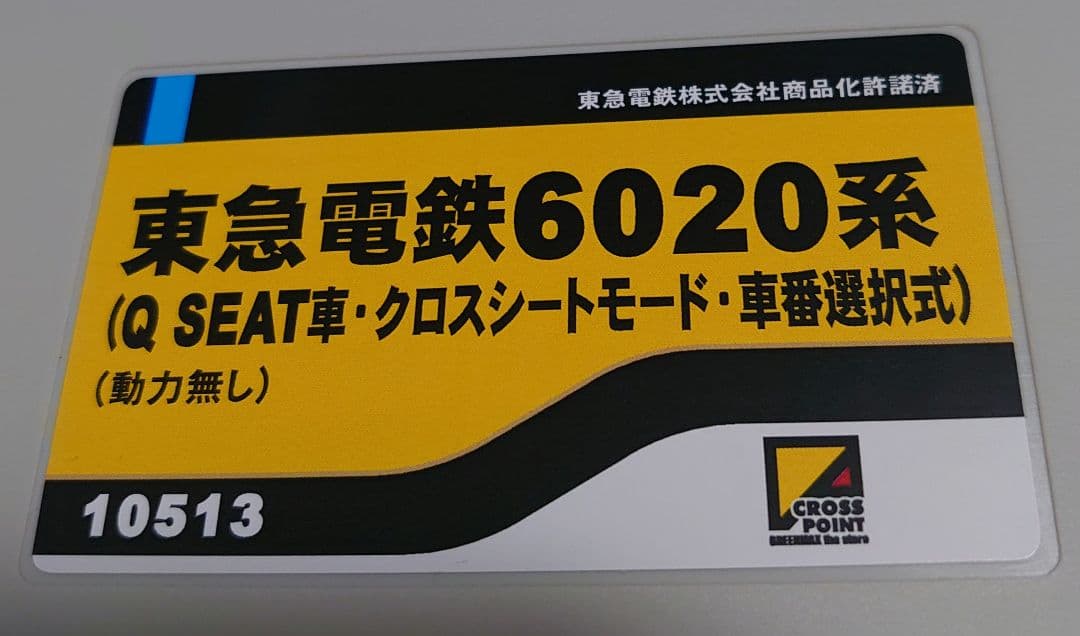 東急電鉄株式会社商品化許諾済
東急電鉄6020系
(Q SEAT車・クロスシートモード・車番選択式)
(動力無し)
10513
CROSS
POINT
GREENMAX the store